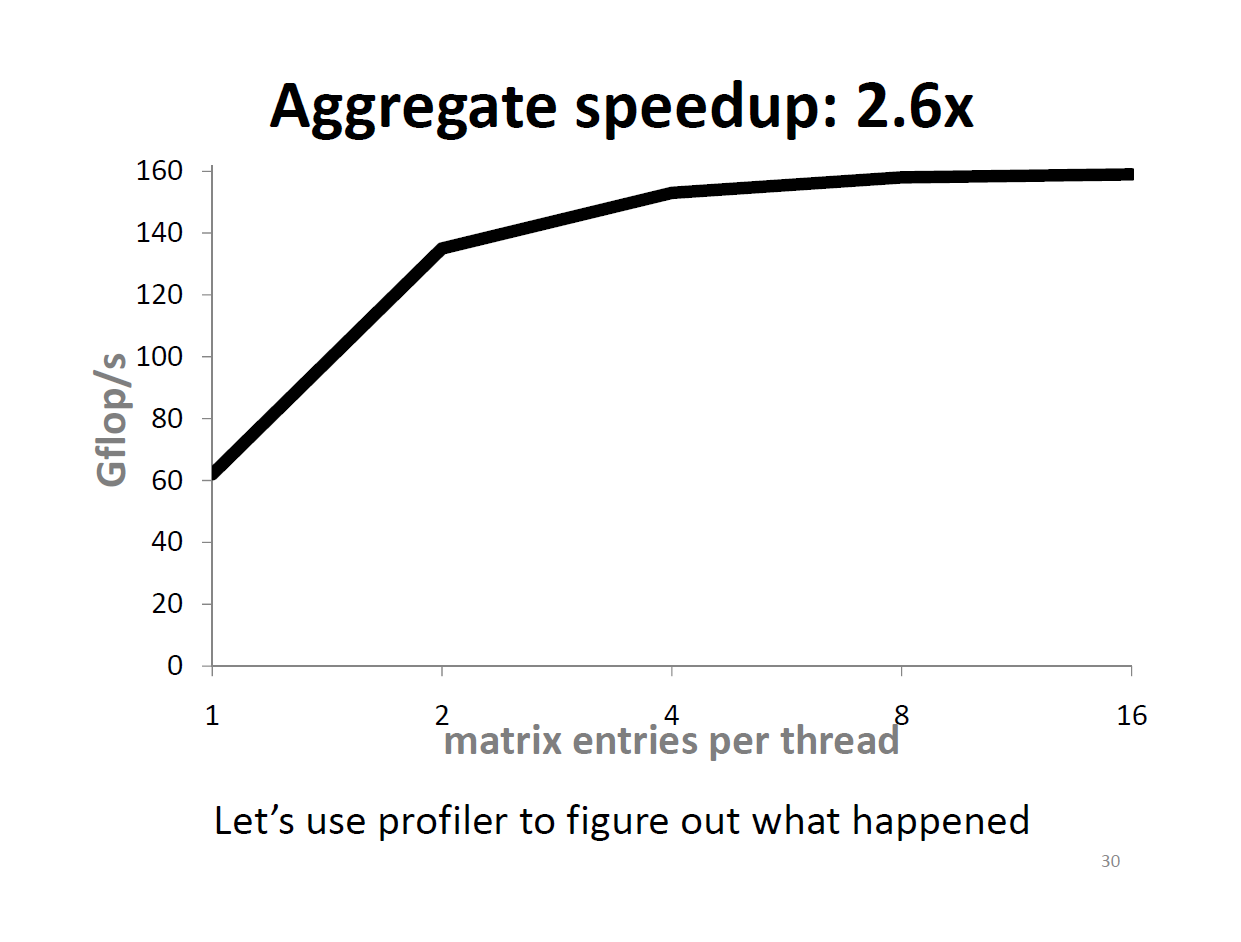 Aggregate speedup: 2.6x
160
140
120
100
80
60
40
20
0
Gflop/s
1 2 4 8 16
matrix entries per thread
Let’s use profiler to figure out what happened
30